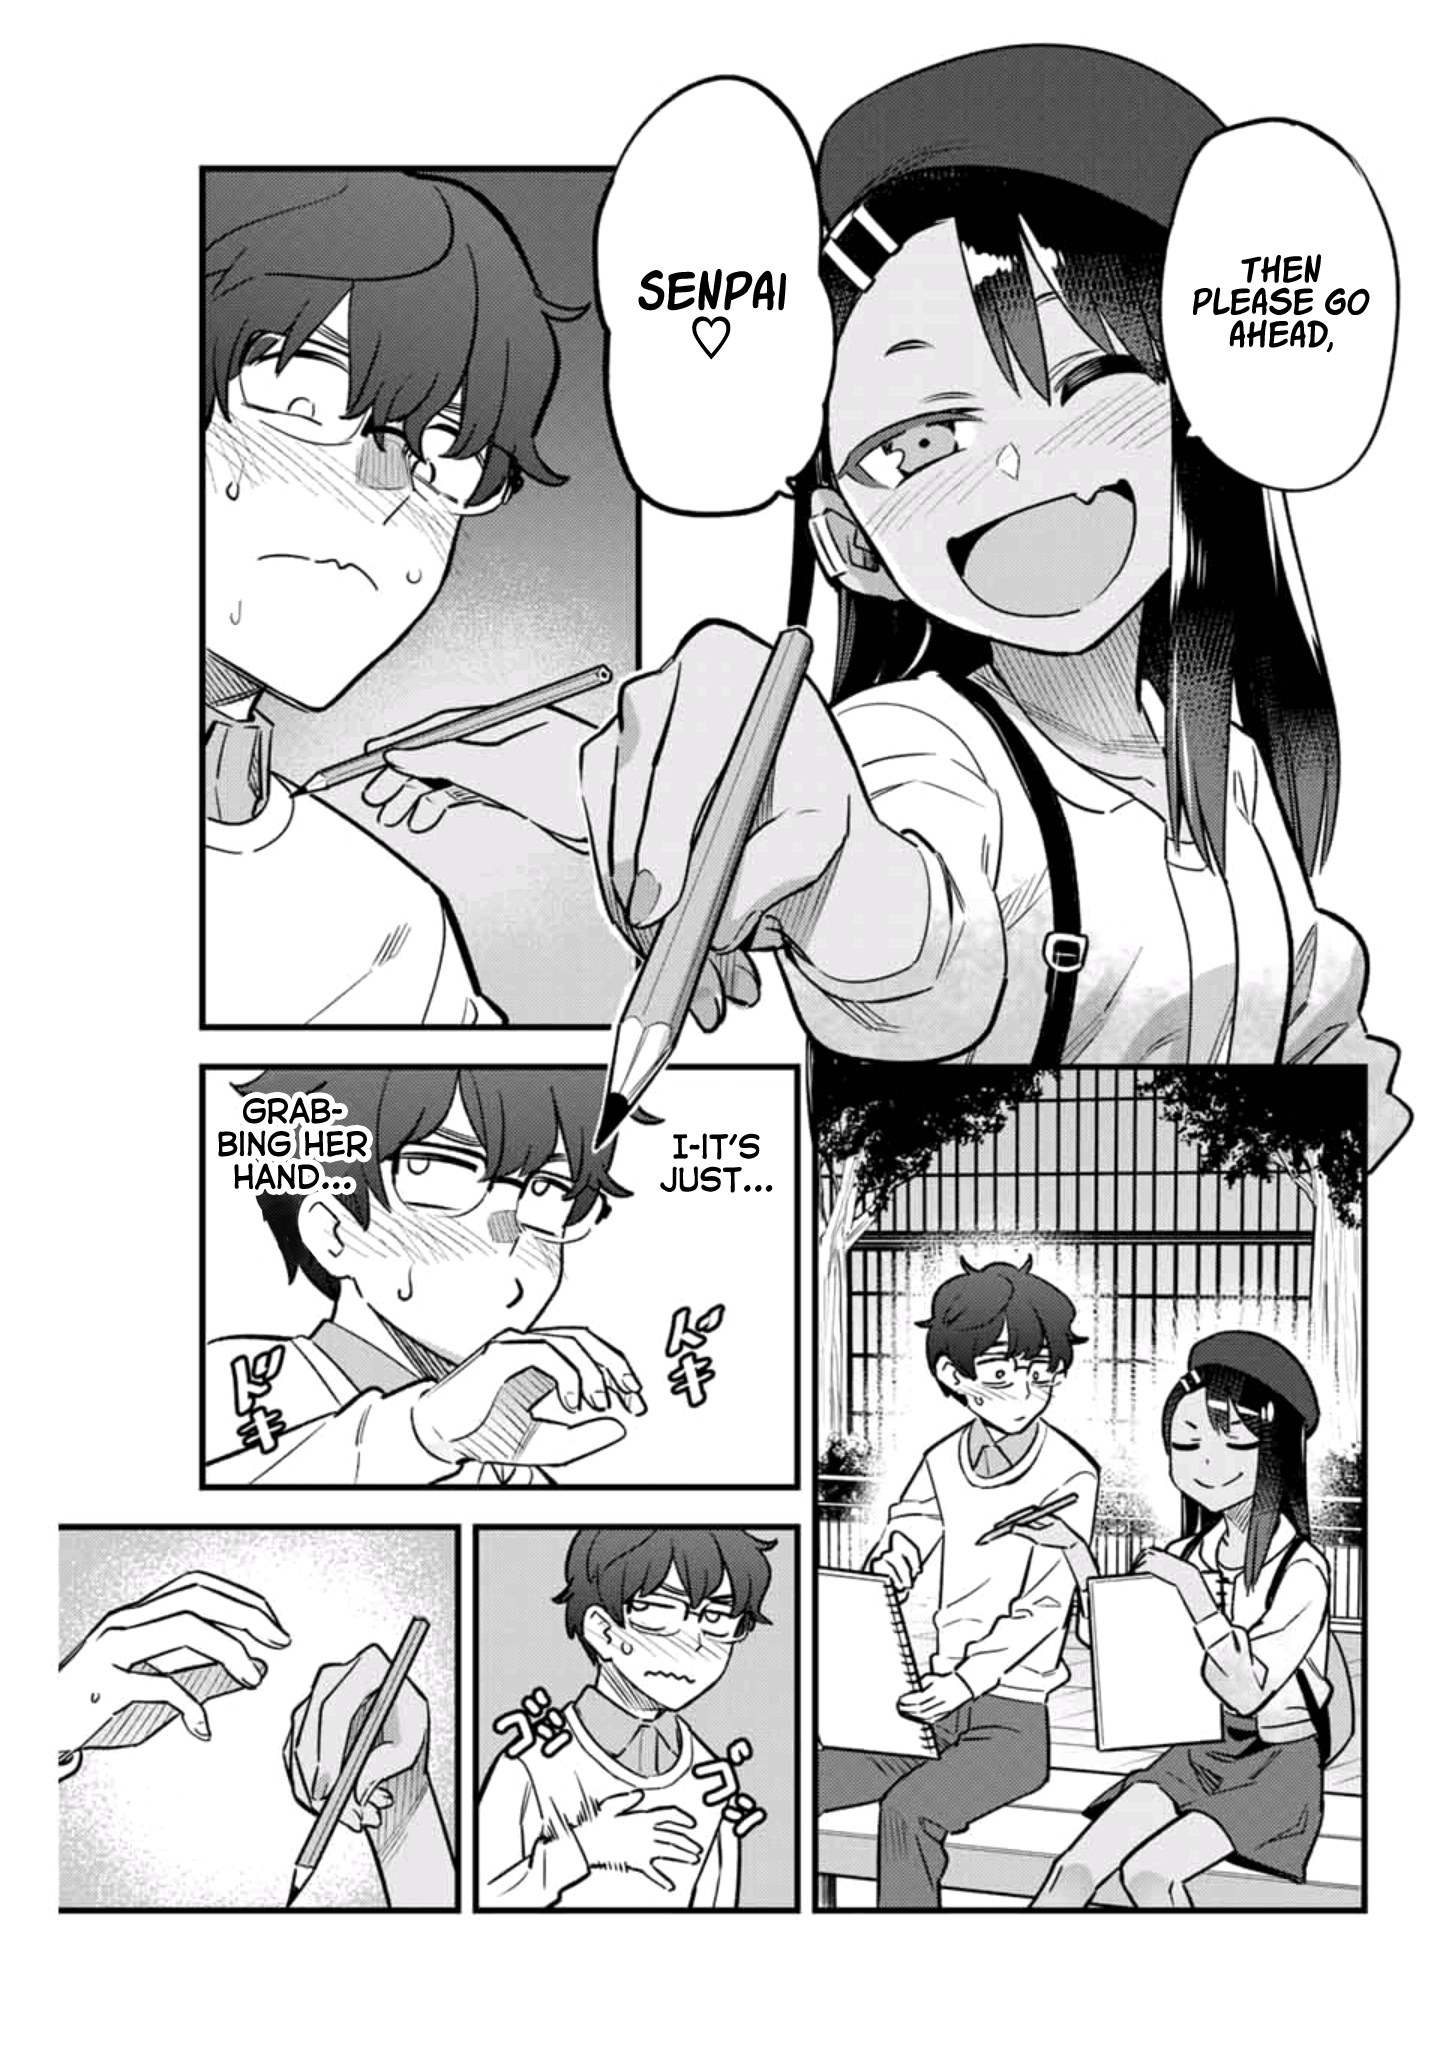 THEN
PLEASE GO
AHEAD,
SENPAI
♡
I-IT'S
JUST...
GRAB-
BING HER
HAND...
ドキ
ドキ
ゴシ
ゴシ